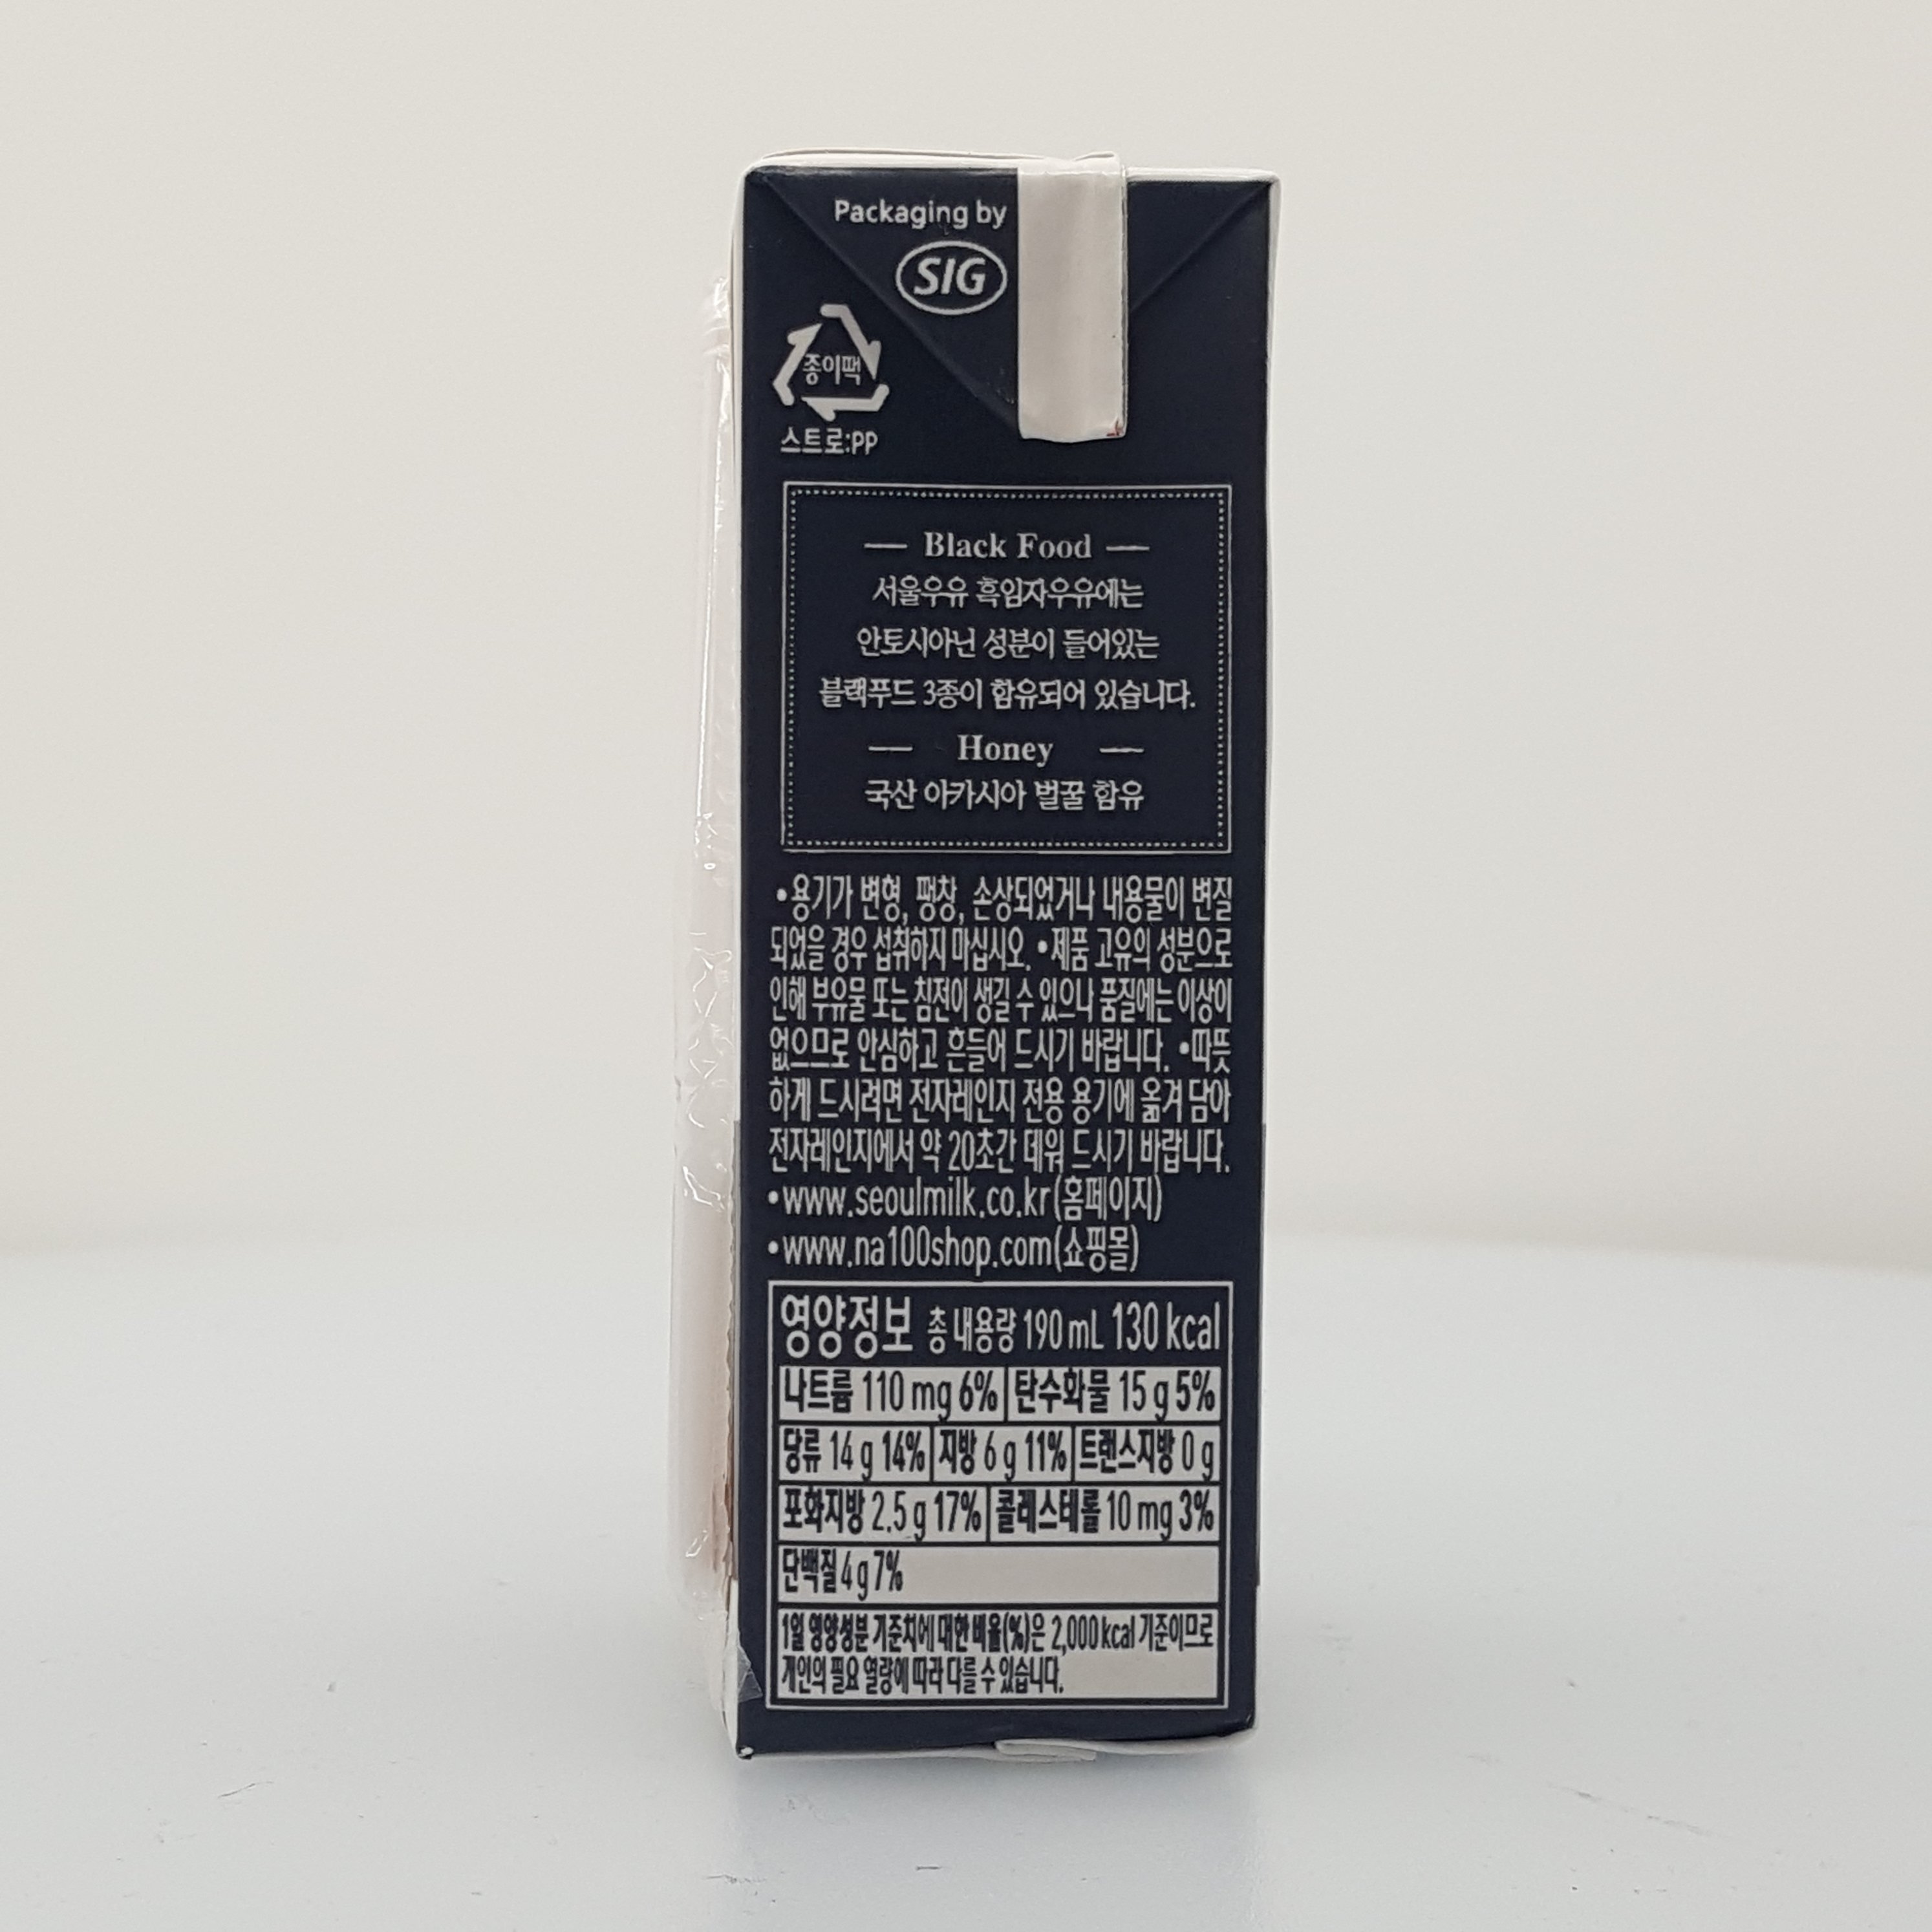 Packaging by
SIG
종이팩
스트로:PP
Black Food
서울우유 흑임자우유에는
안토시아닌 성분이 들어있는
블랙푸드 3종이 함유되어 있습니다.
Honey
국산 아카시아 벌꿀 함유
•용기가 변형, 팽창, 손상되었거나 내용물이 변질
되었을 경우 섭취하지 마십시오. •제품 고유의 성분으로
인해 부유물 또는 침전이 생길 수 있으나 품질에는 이상이
없으므로 안심하고 흔들어 드시기 바랍니다. •따뜻
하게 드시려면 전자레인지 전용 용기에 옮겨 담아
전자레인지에서 약 20초간 데워 드시기 바랍니다.
•www.seoulmilk.co.kr(홈페이지)
•www.na100shop.com(쇼핑몰)
영양정보 총 내용량 190 mL 130 kcal
나트륨 110 mg 6% 탄수화물 15 g 5%
당류 14 g 14% 지방 6 g 11% 트랜스지방 0 g
포화지방 2.5 g 17% 콜레스테롤 10 mg 3%
단백질 4 g 7%
1일 영양성분 기준치에 대한 비율(%)은 2,000 kcal 기준이므로
개인의 필요 열량에 따라 다를 수 있습니다.